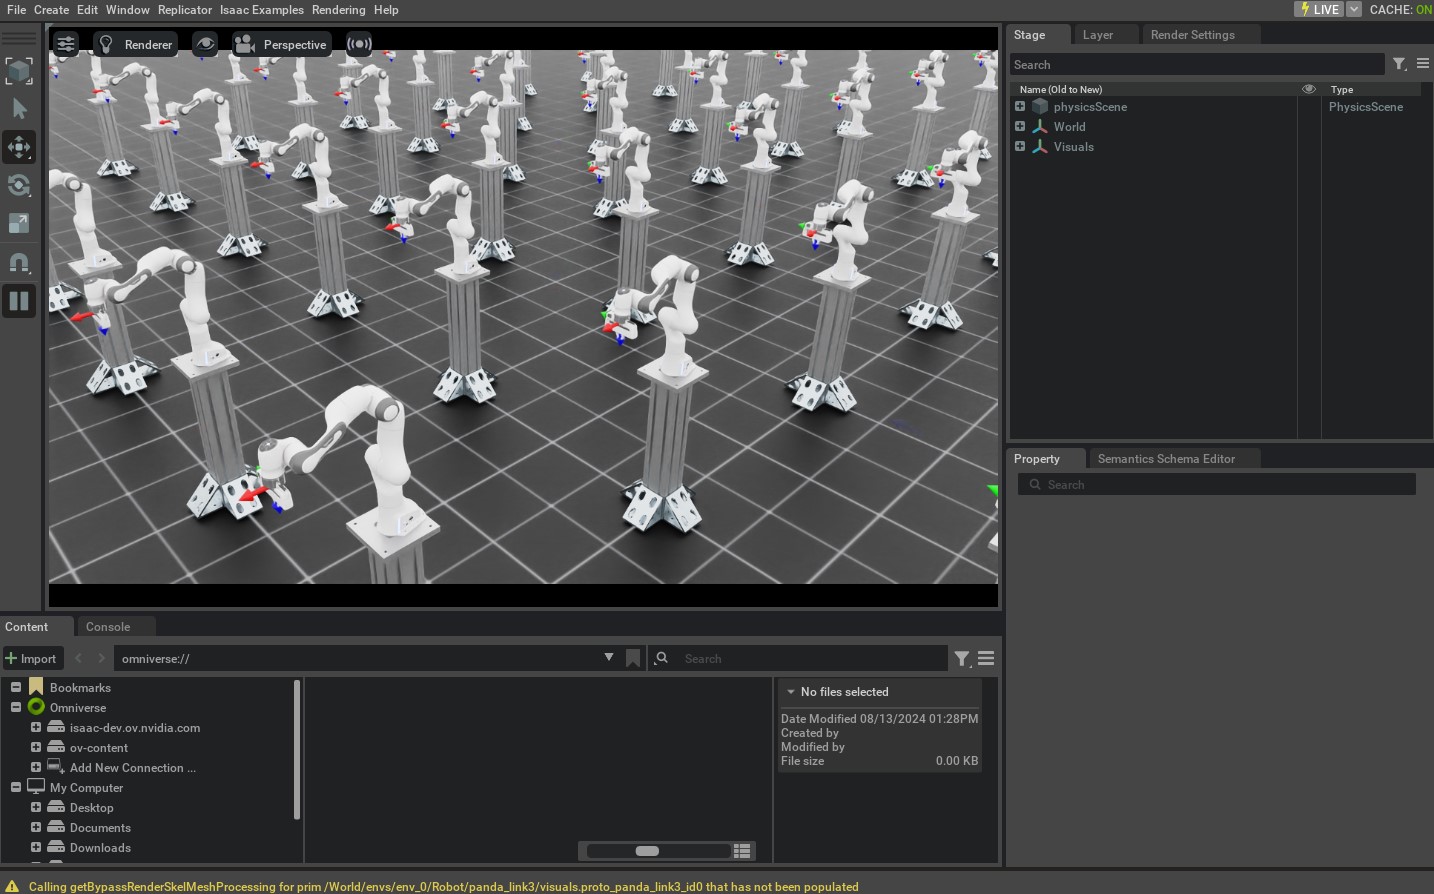 File Create Edit Window Replicator Isaac Examples Rendering Help
LIVE CACHE: ON
Renderer Perspective
Stage Layer Render Settings
Search
Name (Old to New) Type
physicsScene PhysicsScene
World
Visuals
Property Semantics Schema Editor
Search
Content Console
Import omniverse:// Search
Bookmarks
Omniverse
isaac-dev.ov.nvidia.com
ov-content
Add New Connection ...
My Computer
Desktop
Documents
Downloads
No files selected
Date Modified 08/13/2024 01:28PM
Created by
Modified by
File size 0.00 KB
Calling getBypassRenderSkelMeshProcessing for prim /World/envs/env_0/Robot/panda_link3/visuals.proto_panda_link3_id0 that has not been populated